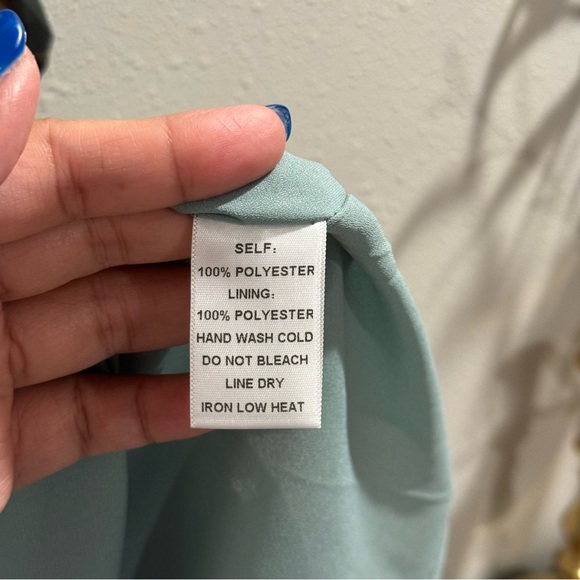 SELF:
100% POLYESTER
LINING:
100% POLYESTER
HAND WASH COLD
DO NOT BLEACH
LINE DRY
IRON LOW HEAT